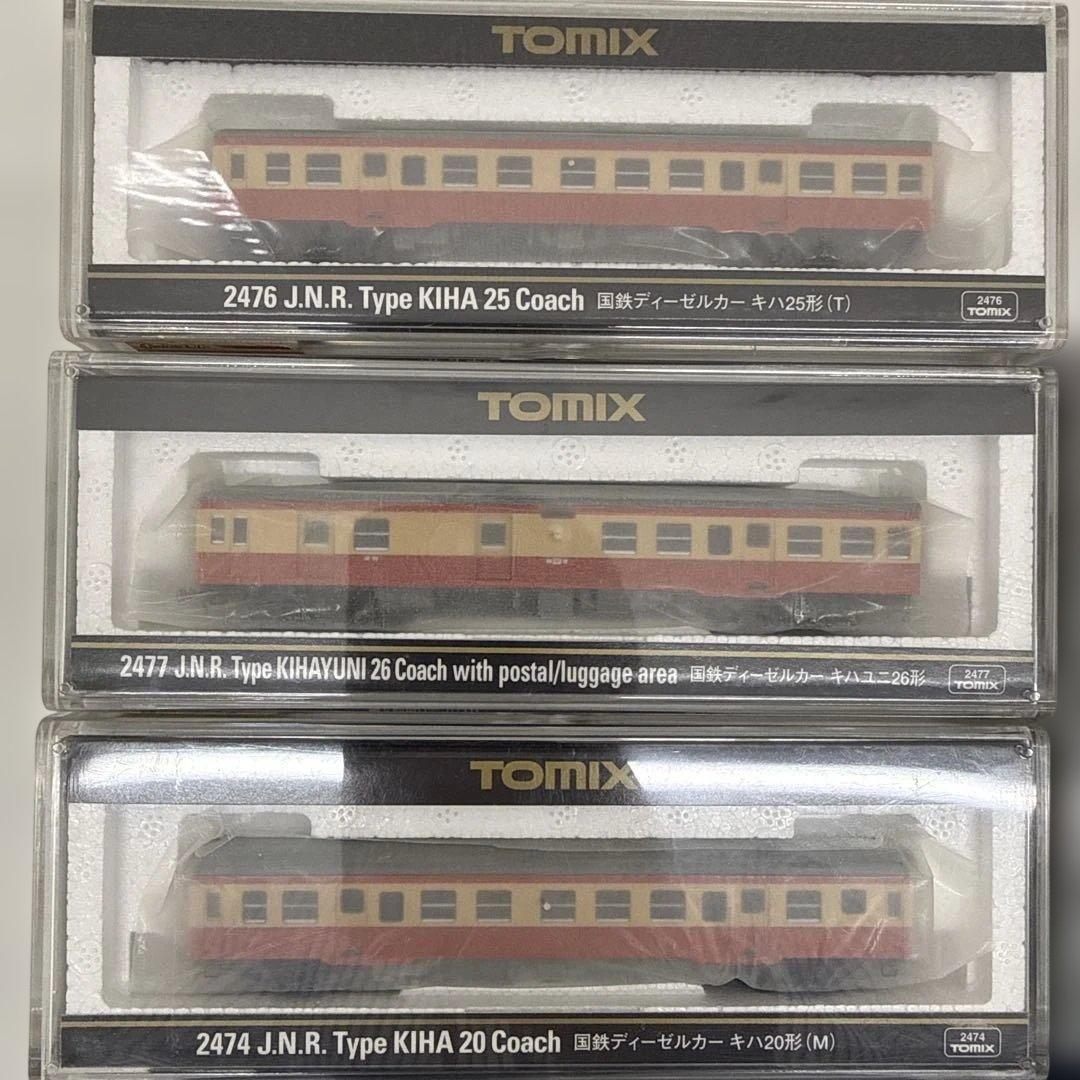 TOMIX
2476 J.N.R. Type KIHA 25 Coach 国鉄ディーゼルカー キハ25形(T)
2476
TOMIX
TOMIX
2477 J.N.R. Type KIHAYUNI 26 Coach with postal/luggage area 国鉄ディーゼルカー キハユニ26形
2477
TOMIX
TOMIX
2474 J.N.R. Type KIHA 20 Coach 国鉄ディーゼルカー キハ20形(M)
2474
TOMIX